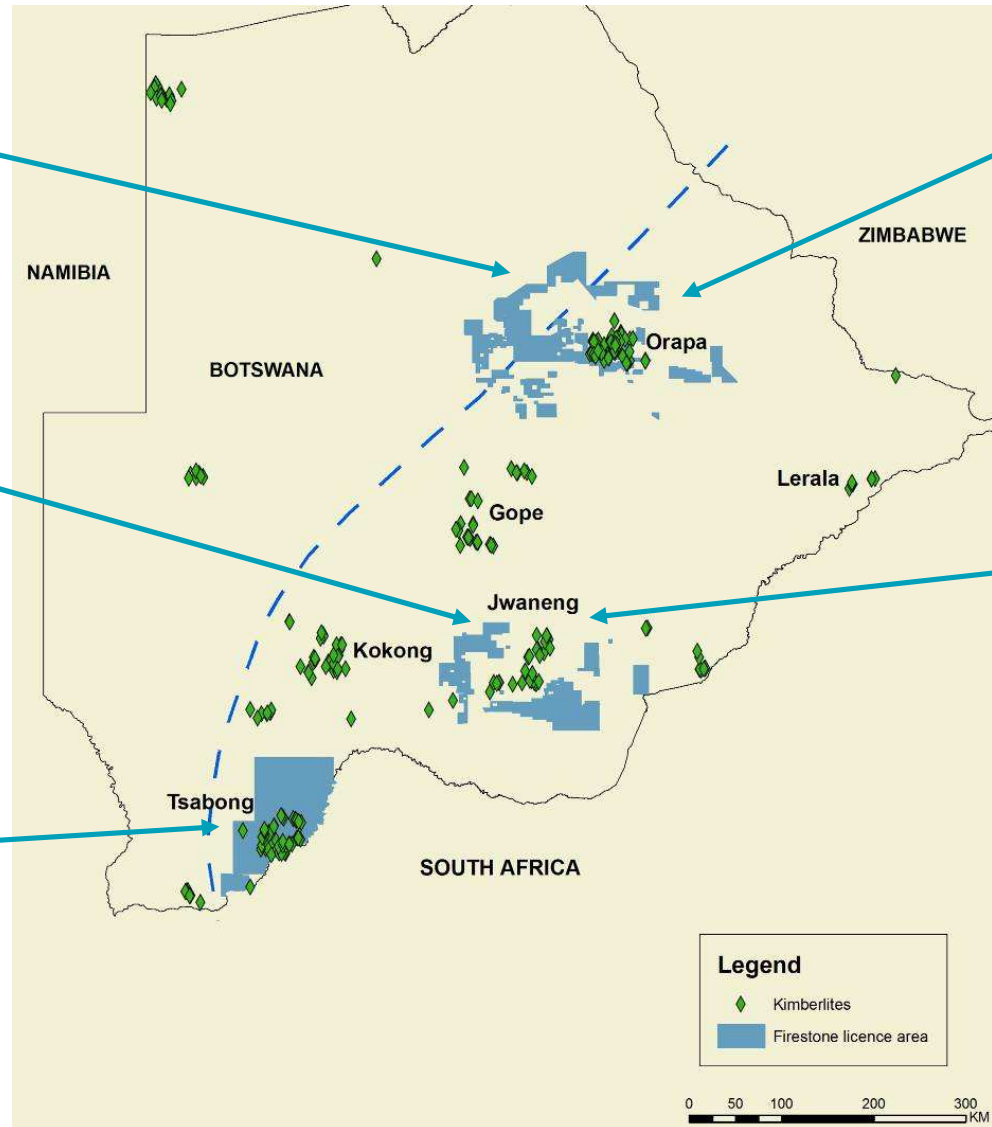 ZIMBABWE
NAMIBIA
Orapa
BOTSWANA
Lerala
Gope
Jwaneng
Kokong
Tsabong
SOUTH AFRICA
Legend
Kimberlites
Firestone licence area
0 50 100 200 300
KM